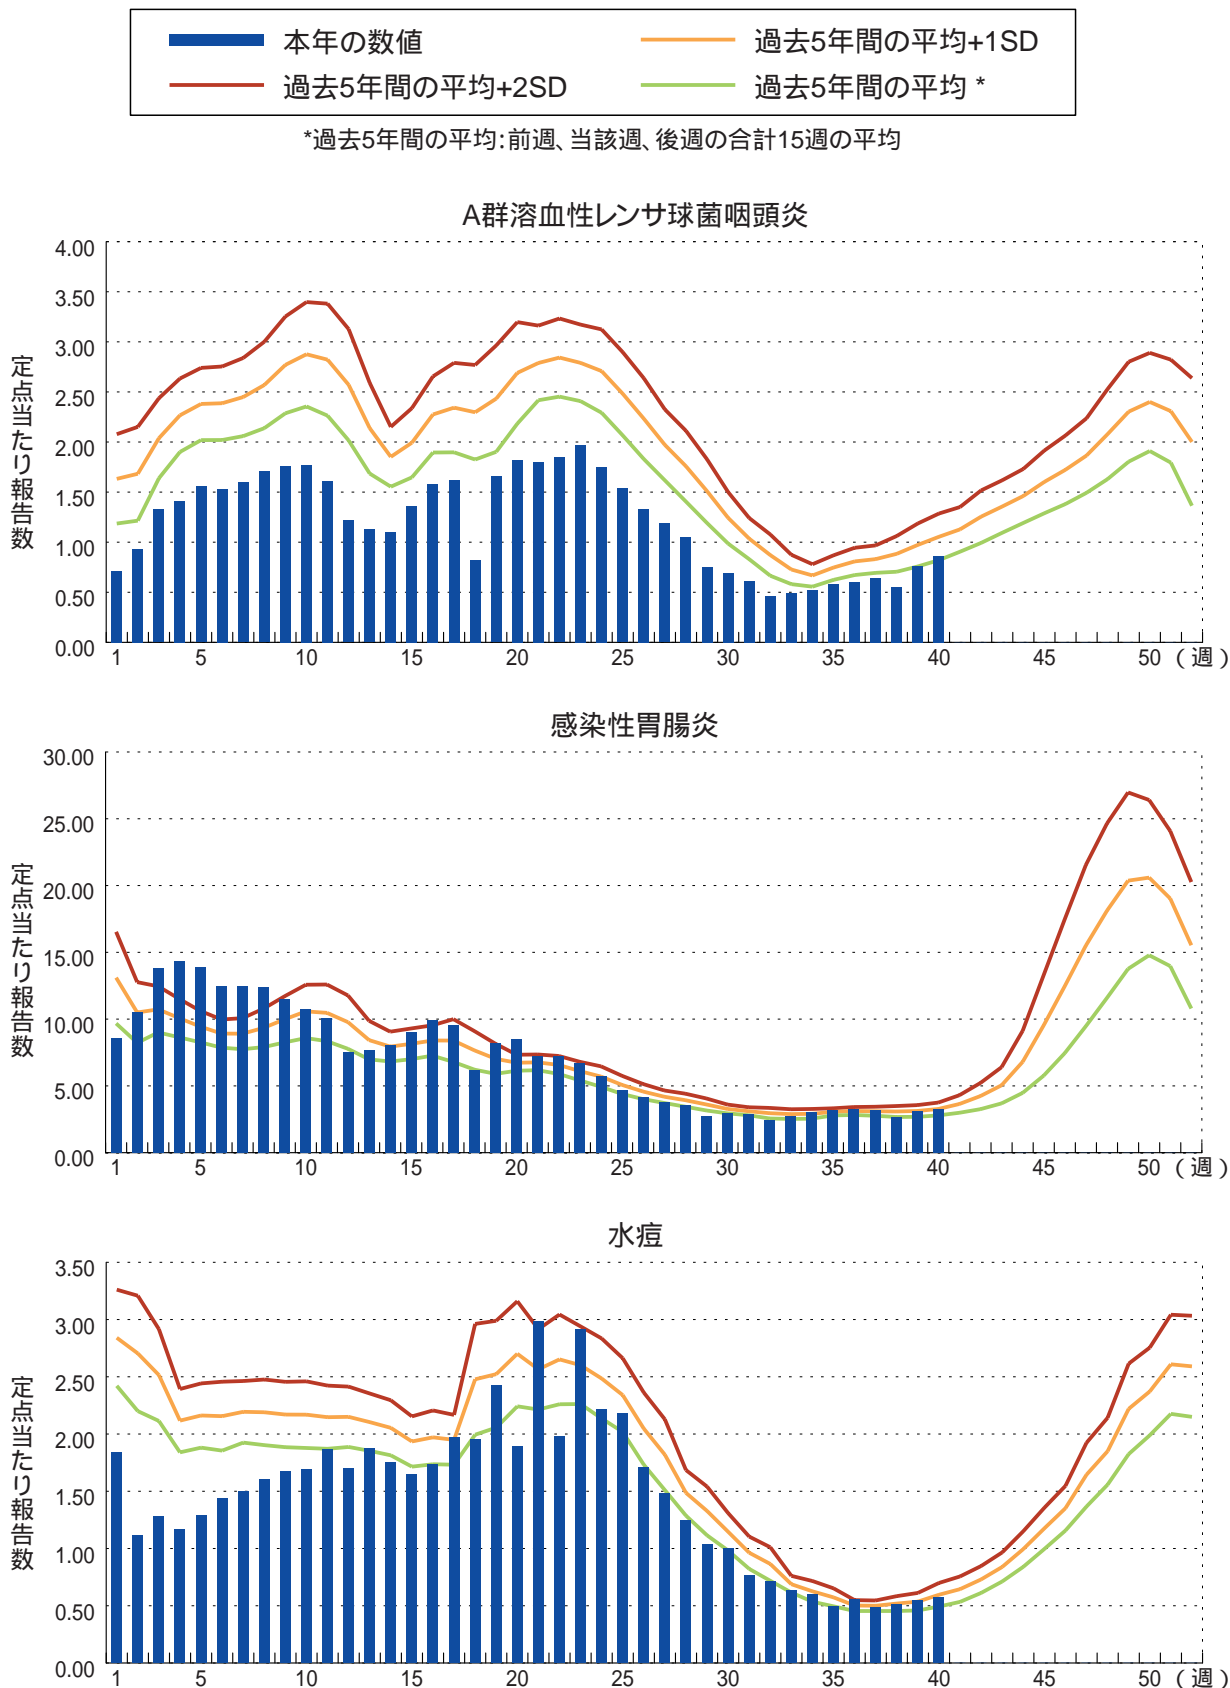 本年の数値
過去5年間の平均+1SD
過去5年間の平均+2SD
過去5年間の平均 *
*過去5年間の平均:前週、当該週、後週の合計15週の平均
A群溶血性レンサ球菌咽頭炎
定点当たり報告数
4.00
3.50
3.00
2.50
2.00
1.50
1.00
0.50
0.00
1 5 10 15 20 25 30 35 40 45 50 (週)
感染性胃腸炎
定点当たり報告数
30.00
25.00
20.00
15.00
10.00
5.00
0.00
1 5 10 15 20 25 30 35 40 45 50 (週)
水痘
定点当たり報告数
3.50
3.00
2.50
2.00
1.50
1.00
0.50
0.00
1 5 10 15 20 25 30 35 40 45 50 (週)